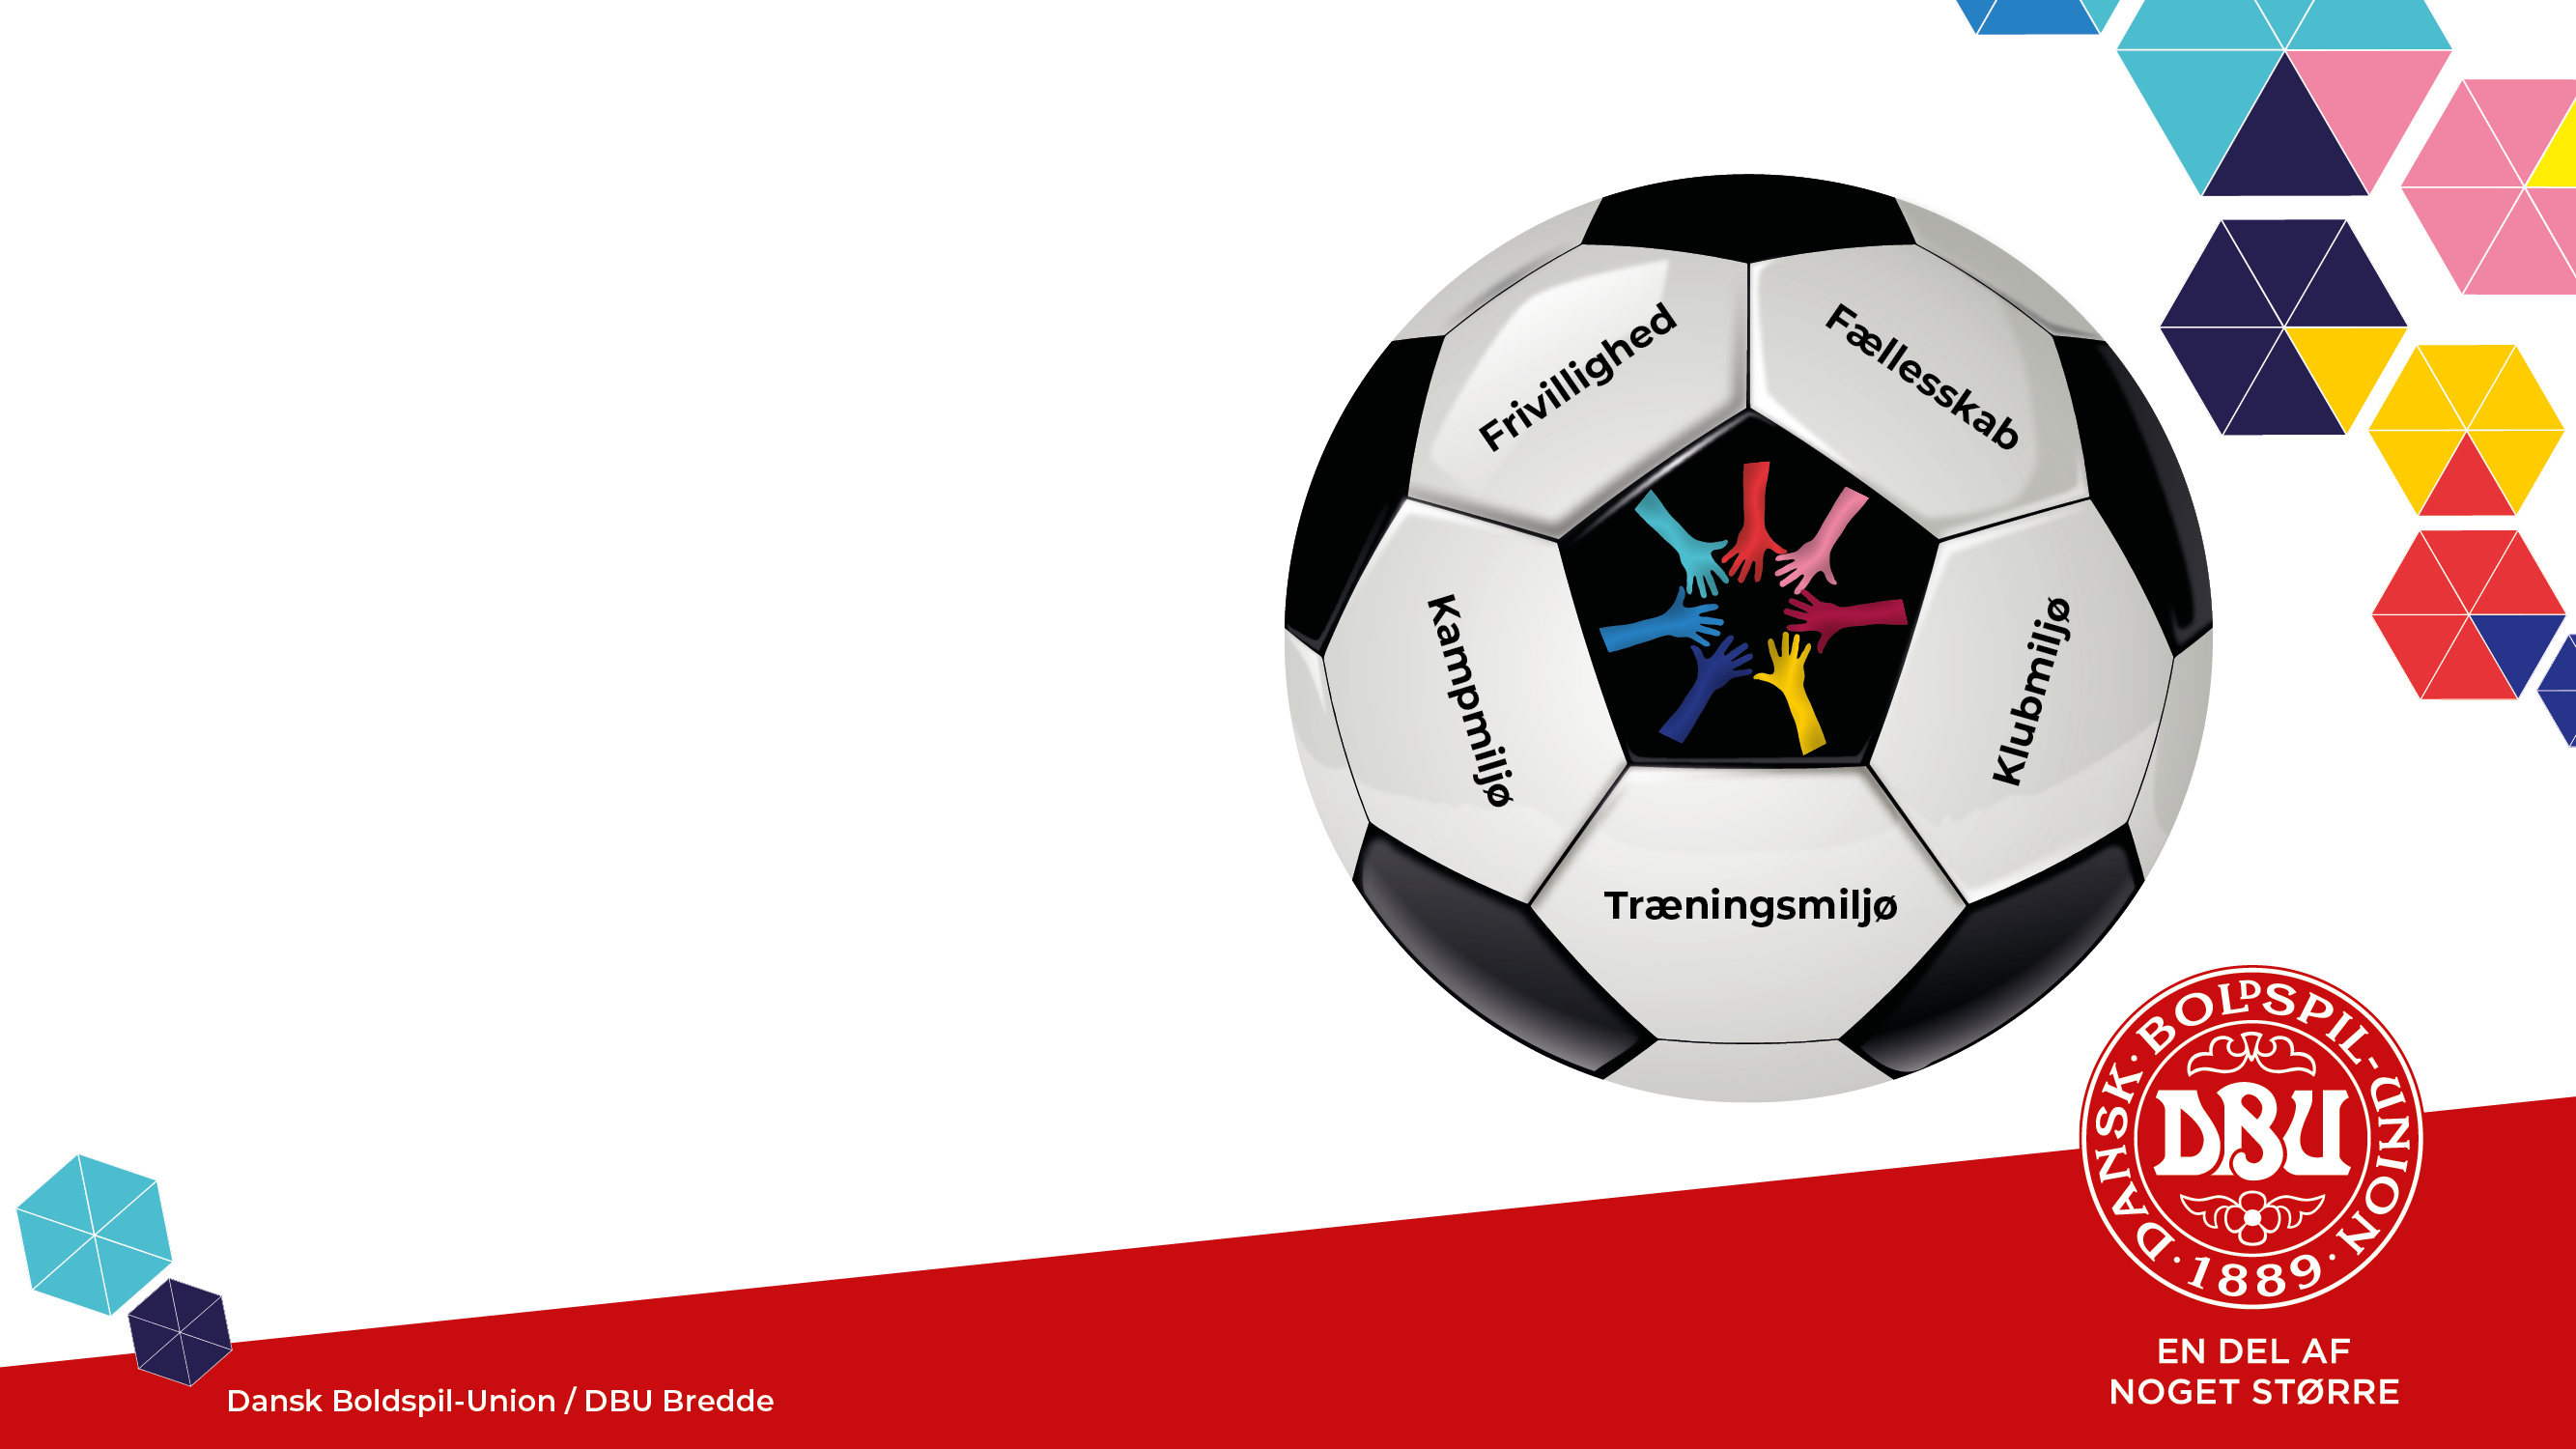 Frivillighed
Fællesskab
Kampmiljø
Klubmiljø
Træningsmiljø
DANSK·BOLDSPIL-UNION
DBU
·1889·
EN DEL AF
NOGET STØRRE
Dansk Boldspil-Union / DBU Bredde